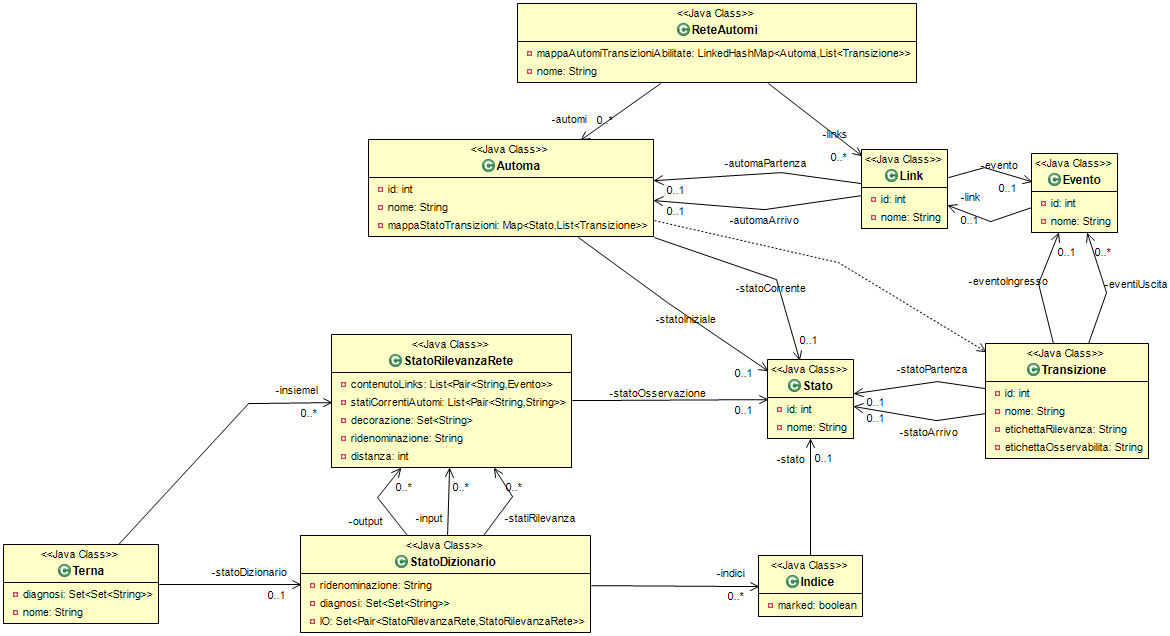 <<Java Class>>
ReteAutomi
mappaAutomiTransizioniAbilitate: LinkedHashMap<Automa,List<Transizione>>
nome: String
-automi 0..*
-links
0..*
<<Java Class>>
Automa
id: int
nome: String
mappaStatoTransizioni: Map<Stato,List<Transizione>>
-automaPartenza
0..1
0..1
-automaArrivo
<<Java Class>>
Link
id: int
nome: String
-evento
0..1
-link
0..1
<<Java Class>>
Evento
id: int
nome: String
0..1
0..*
-eventoIngresso
-eventiUscita
-statoCorrente
0..1
-statoIniziale
0..1
<<Java Class>>
StatoRilevanzaRete
contenutoLinks: List<Pair<String,Evento>>
statiCorrentiAutomi: List<Pair<String,String>>
decorazione: Set<String>
ridenominazione: String
distanza: int
-insiemeI
0..*
-statoOsservazione
0..1
<<Java Class>>
Stato
id: int
nome: String
-statoPartenza
0..1
0..1
-statoArrivo
<<Java Class>>
Transizione
id: int
nome: String
etichettaRilevanza: String
etichettaOsservabilita: String
-stato 0..1
0..*
0..*
0..*
-output
-input
-statiRilevanza
<<Java Class>>
Terna
diagnosi: Set<Set<String>>
nome: String
-statoDizionario
0..1
<<Java Class>>
StatoDizionario
ridenominazione: String
diagnosi: Set<Set<String>>
IO: Set<Pair<StatoRilevanzaRete,StatoRilevanzaRete>>
-indici
0..*
<<Java Class>>
Indice
marked: boolean